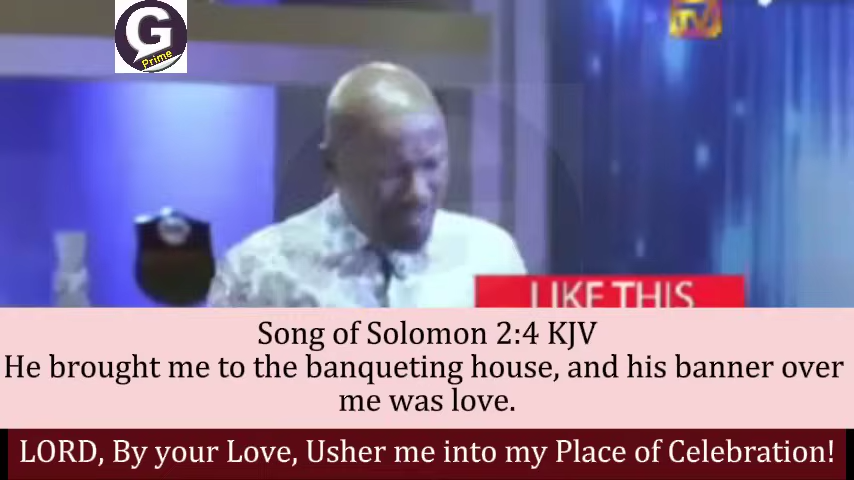 G
Prime
TV
LIKE THIS
Song of Solomon 2:4 KJV
He brought me to the banqueting house, and his banner over
me was love.
LORD, By your Love, Usher me into my Place of Celebration!